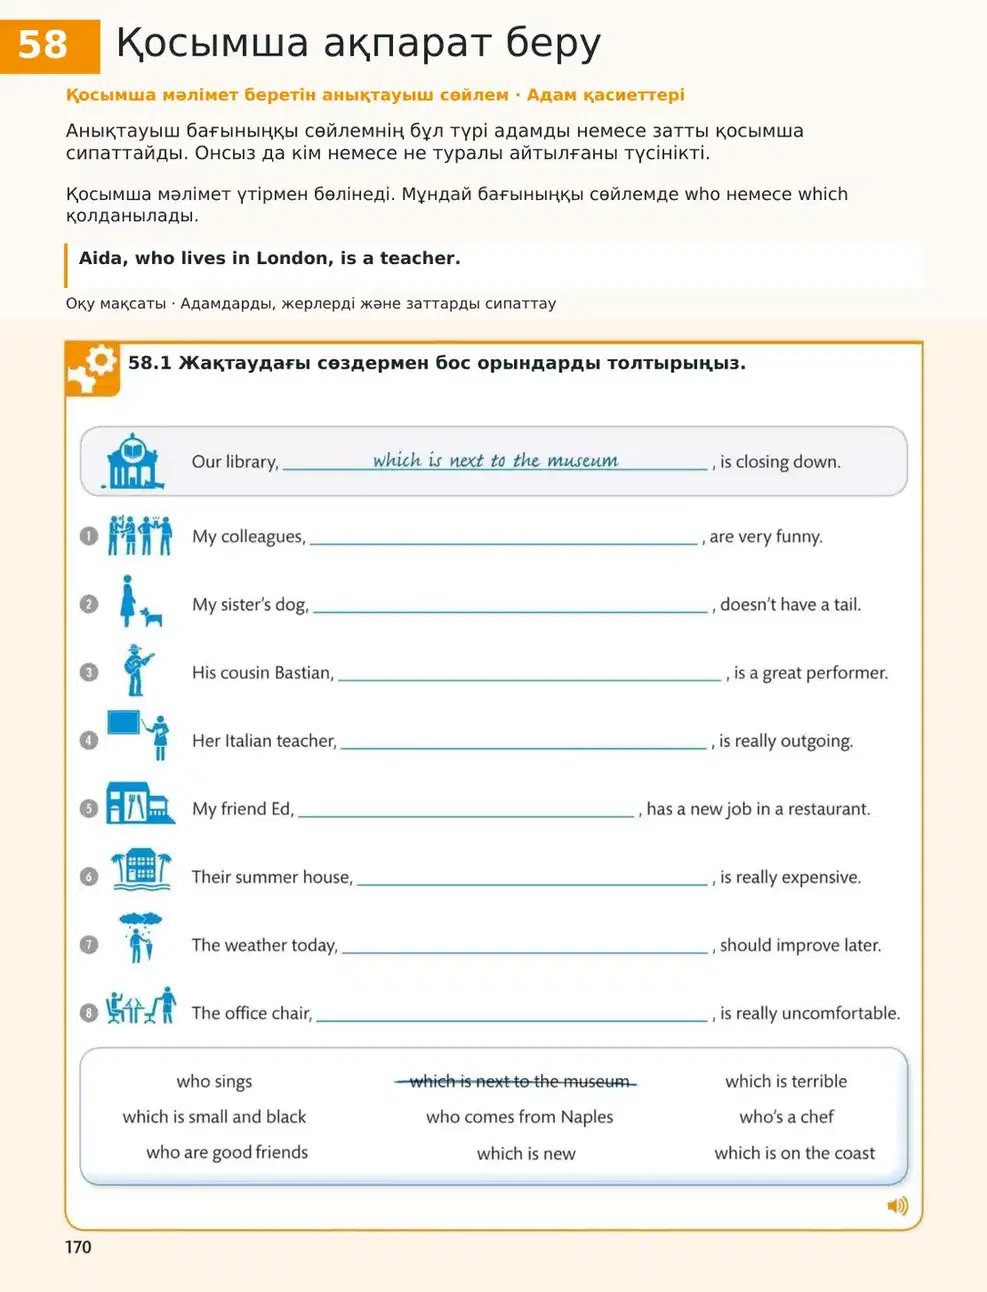 58
Қосымша ақпарат беру
Қосымша мәлімет беретін анықтауыш сөйлем · Адам қасиеттері
Анықтауыш бағыныңқы сөйлемнің бұл түрі адамды немесе затты қосымша
сипаттайды. Онсыз да кім немесе не туралы айтылғаны түсінікті.
Қосымша мәлімет үтірмен бөлінеді. Мұндай бағыныңқы сөйлемде who немесе which
қолданылады.
Aida, who lives in London, is a teacher.
Оқу мақсаты · Адамдарды, жерлерді және заттарды сипаттау
58.1 Жақтаудағы сөздермен бос орындарды толтырыңыз.
Our library, which is next to the museum , is closing down.
1 My colleagues, , are very funny.
2 My sister's dog, , doesn't have a tail.
3 His cousin Bastian, , is a great performer.
4 Her Italian teacher, , is really outgoing.
5 My friend Ed, , has a new job in a restaurant.
6 Their summer house, , is really expensive.
7 The weather today, , should improve later.
8 The office chair, , is really uncomfortable.
who sings which is next to the museum which is terrible
which is small and black who comes from Naples who's a chef
who are good friends which is new which is on the coast
170